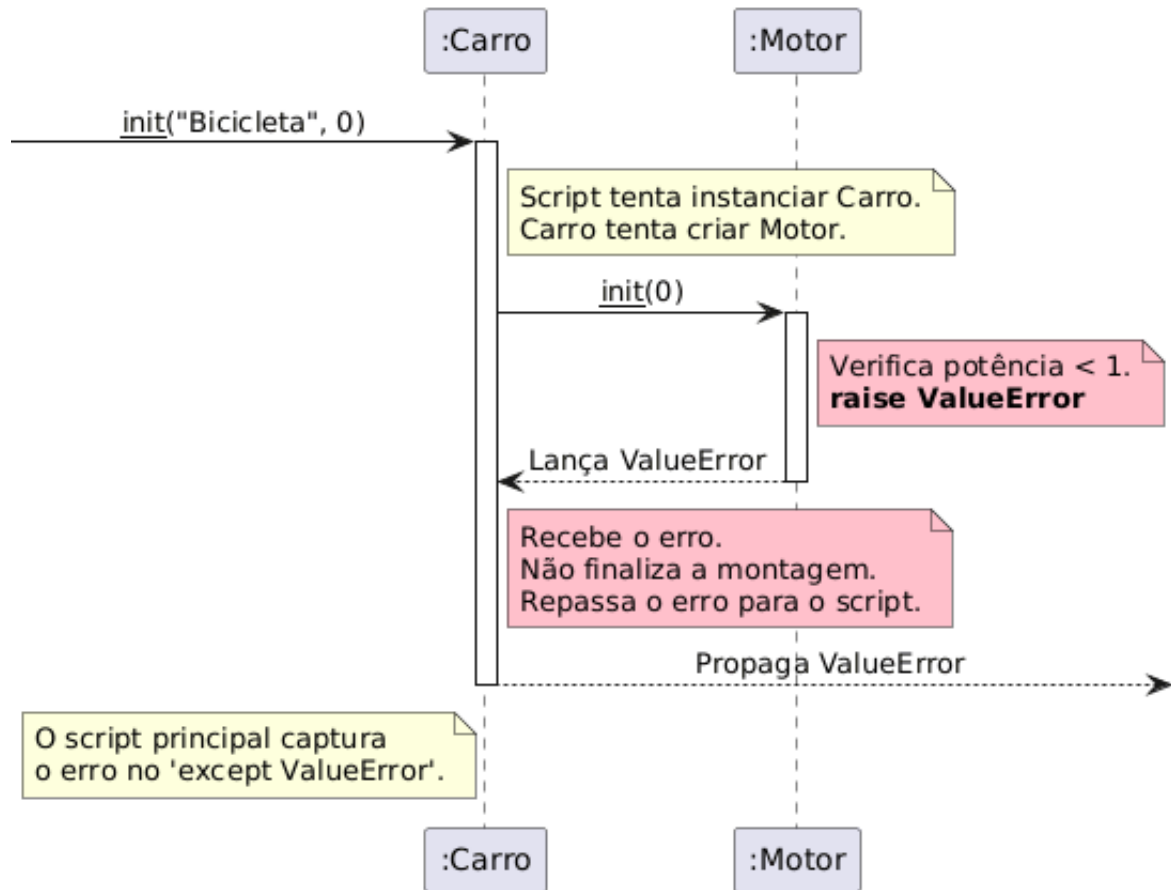 :Carro
:Motor
init("Bicicleta", 0)
Script tenta instanciar Carro.
Carro tenta criar Motor.
init(0)
Verifica potência < 1.
raise ValueError
Lança ValueError
Recebe o erro.
Não finaliza a montagem.
Repassa o erro para o script.
Propaga ValueError
O script principal captura
o erro no 'except ValueError'.
:Carro
:Motor